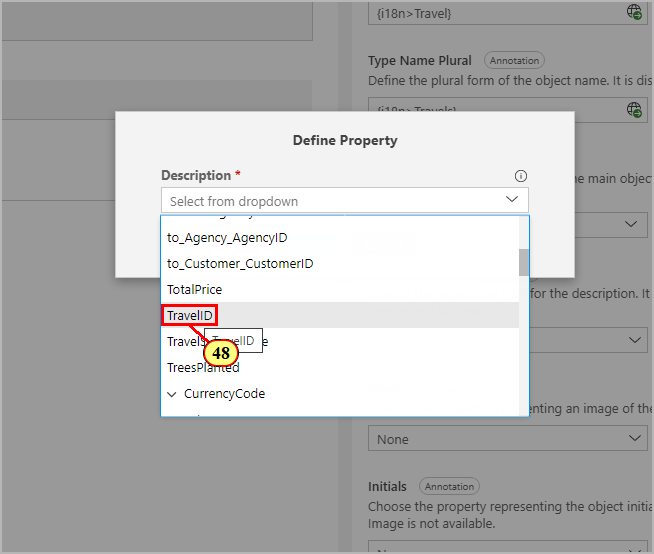 {i18n>Travel}
Type Name Plural Annotation
Define the plural form of the object name. It is dis
{i18n>Travels}
Define Property
Description *
Select from dropdown
to_Agency_AgencyID
to_Customer_CustomerID
TotalPrice
TravelID
TravelID
48
TreesPlanted
CurrencyCode
e main objec
for the description. It
enting an image of the
None
Initials Annotation
Choose the property representing the object initia
Image is not available.